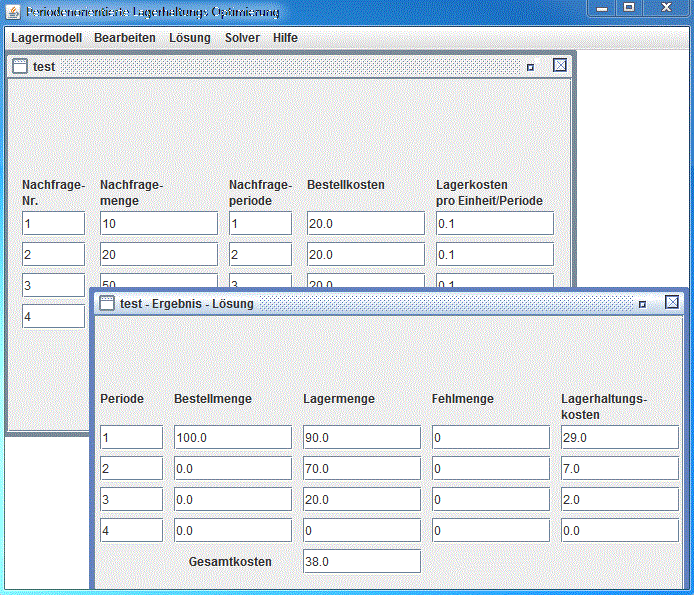 Periodenorientierte Lagerhaltungs Optimierung
Lagermodell Bearbeiten Lösung Solver Hilfe
test
Nachfrage- Nachfrage- Nachfrage- Bestellkosten Lagerkosten
Nr. menge periode pro Einheit/Periode
1 10 1 20.0 0.1
2 20 2 20.0 0.1
3 50 3 20.0 0.1
4
test - Ergebnis - Lösung
Periode Bestellmenge Lagermenge Fehlmenge Lagerhaltungs-
kosten
1 100.0 90.0 0 29.0
2 0.0 70.0 0 7.0
3 0.0 20.0 0 2.0
4 0.0 0 0 0.0
Gesamtkosten 38.0